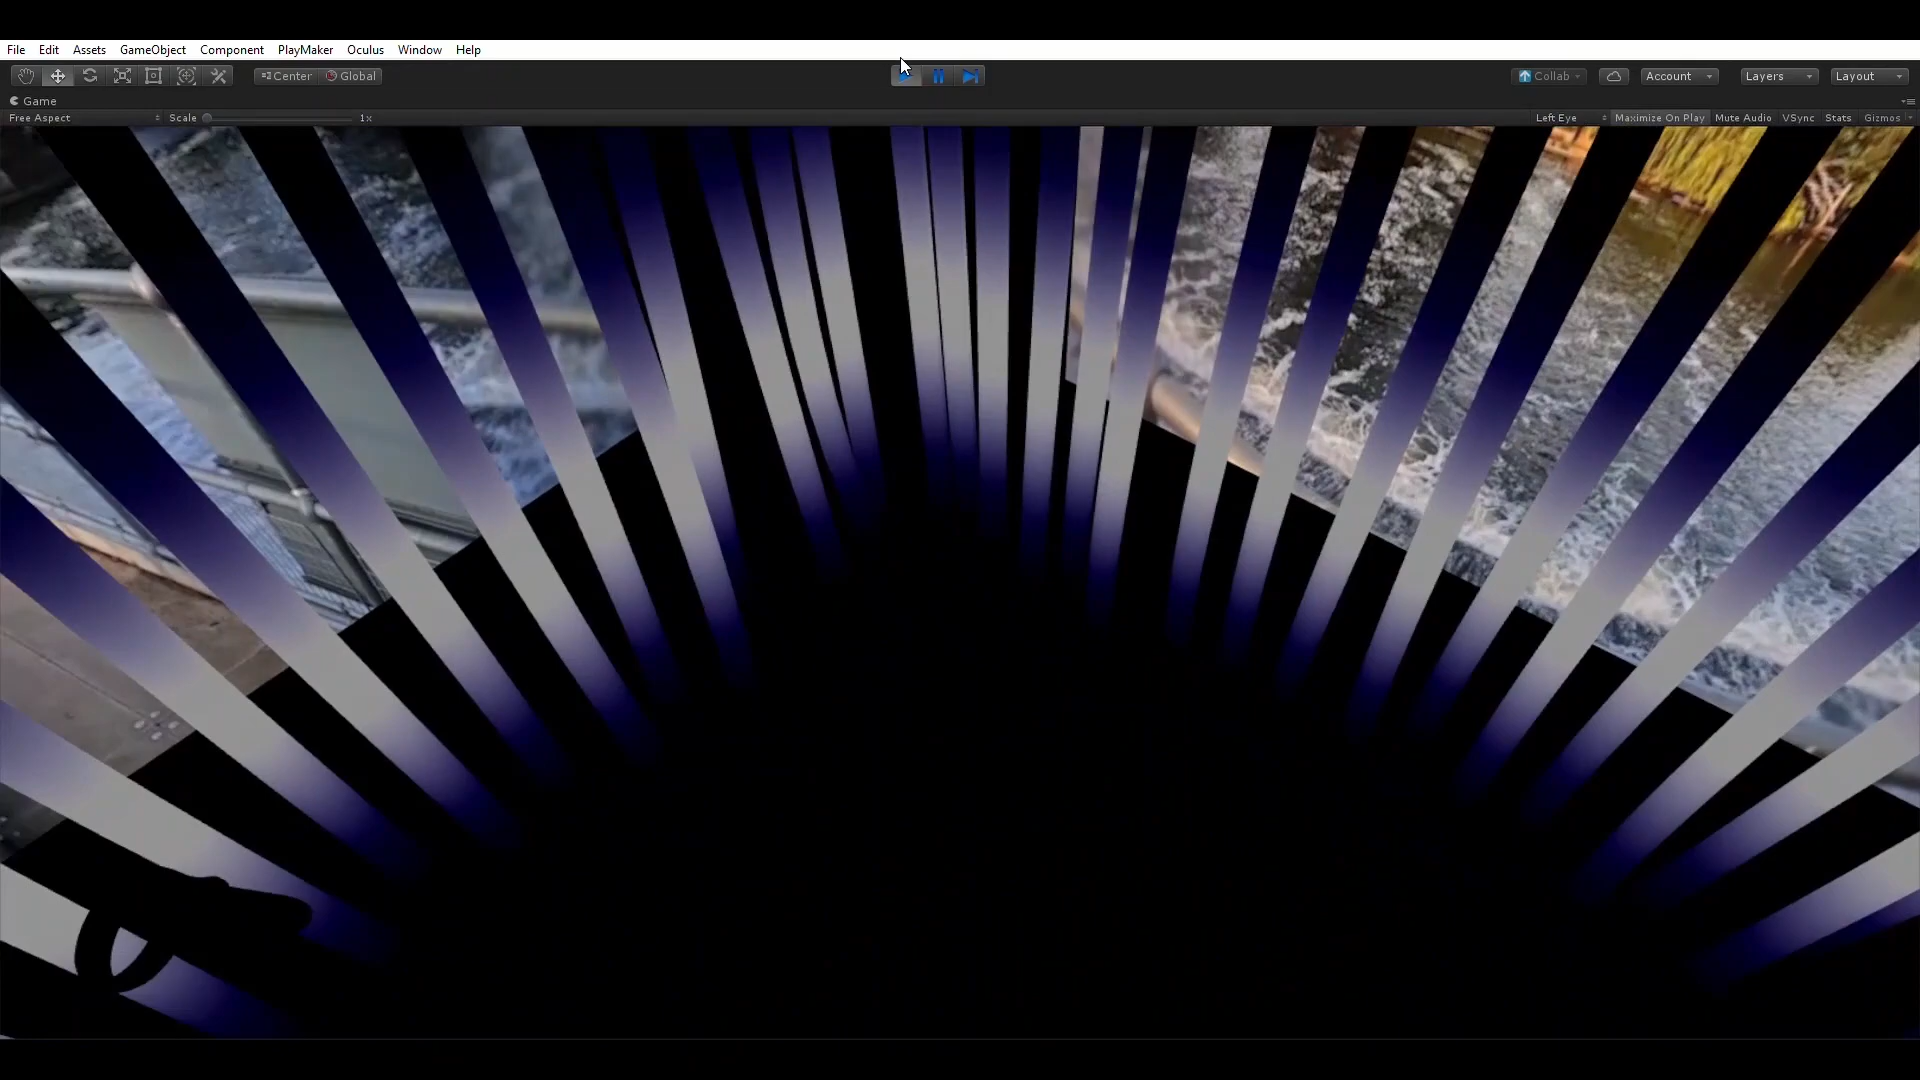 File Edit Assets GameObject Component PlayMaker Oculus Window Help
Center Global Collab Account Layers Layout
Game
Free Aspect Scale 1x Left Eye Maximize On Play Mute Audio VSync Stats Gizmos